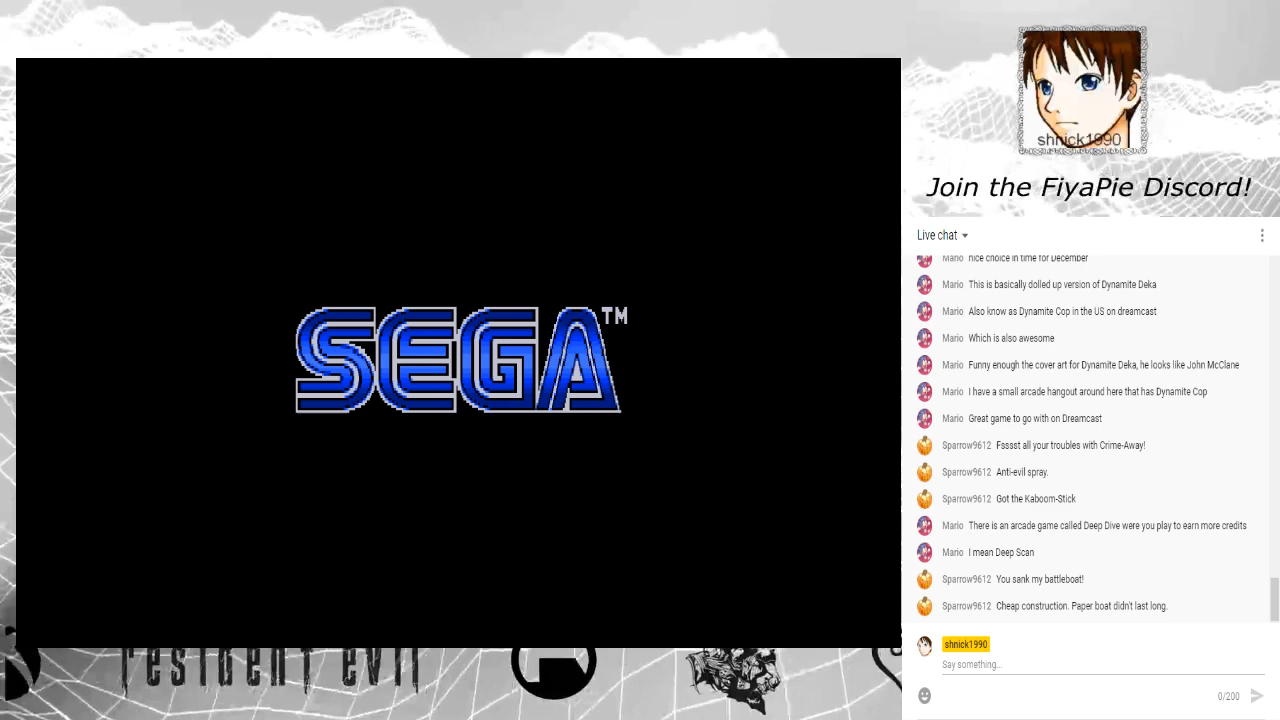 SEGA™
shnick1990
Join the FiyaPie Discord!
Live chat
Mario nice choice in time for December
Mario This is basically dolled up version of Dynamite Deka
Mario Also know as Dynamite Cop in the US on dreamcast
Mario Which is also awesome
Mario Funny enough the cover art for Dynamite Deka, he looks like John McClane
Mario I have a small arcade hangout around here that has Dynamite Cop
Mario Great game to go with on Dreamcast
Sparrow9612 Fsssst all your troubles with Crime-Away!
Sparrow9612 Anti-evil spray.
Sparrow9612 Got the Kaboom-Stick
Mario There is an arcade game called Deep Dive were you play to earn more credits
Mario I mean Deep Scan
Sparrow9612 You sank my battleboat!
Sparrow9612 Cheap construction. Paper boat didn't last long.
shnick1990
Say something...
0/200
resident evil